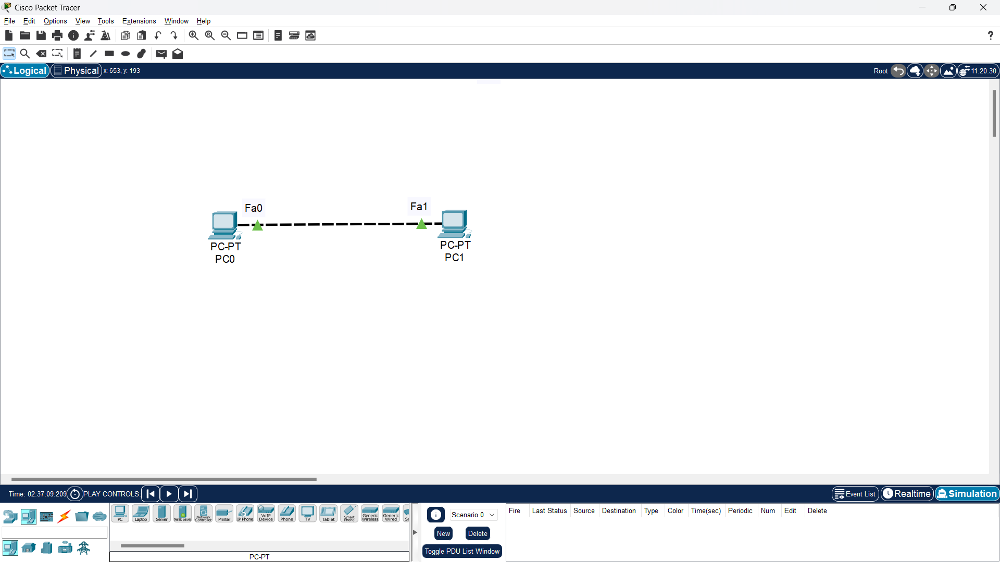 Cisco Packet Tracer
File Edit Options View Tools Extensions Window Help
?
Logical Physical x: 653, y: 193 Root 11:20:30
Fa0 Fa1
PC-PT PC-PT
PC0 PC1
Time: 02:37:09.209 PLAY CONTROLS: Event List Realtime Simulation
PC Laptop Server Meraki Server Network Controller Printer IP Phone VoIP Device Phone TV Tablet Smart Phone Generic Wireless Generic Wired
Scenario 0
New Delete
Toggle PDU List Window
Fire Last Status Source Destination Type Color Time(sec) Periodic Num Edit Delete
PC-PT